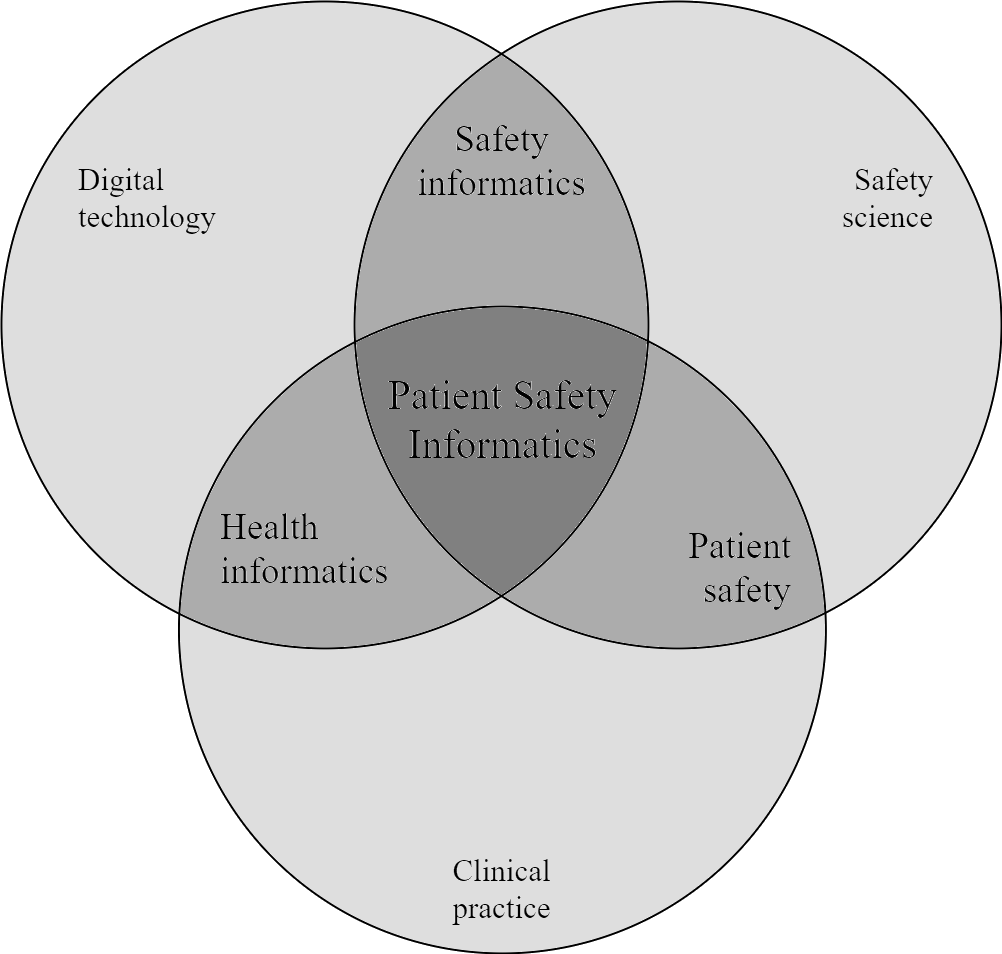 Safety
informatics
Digital
technology
Safety
science
Patient Safety
Informatics
Health
informatics
Patient
safety
Clinical
practice